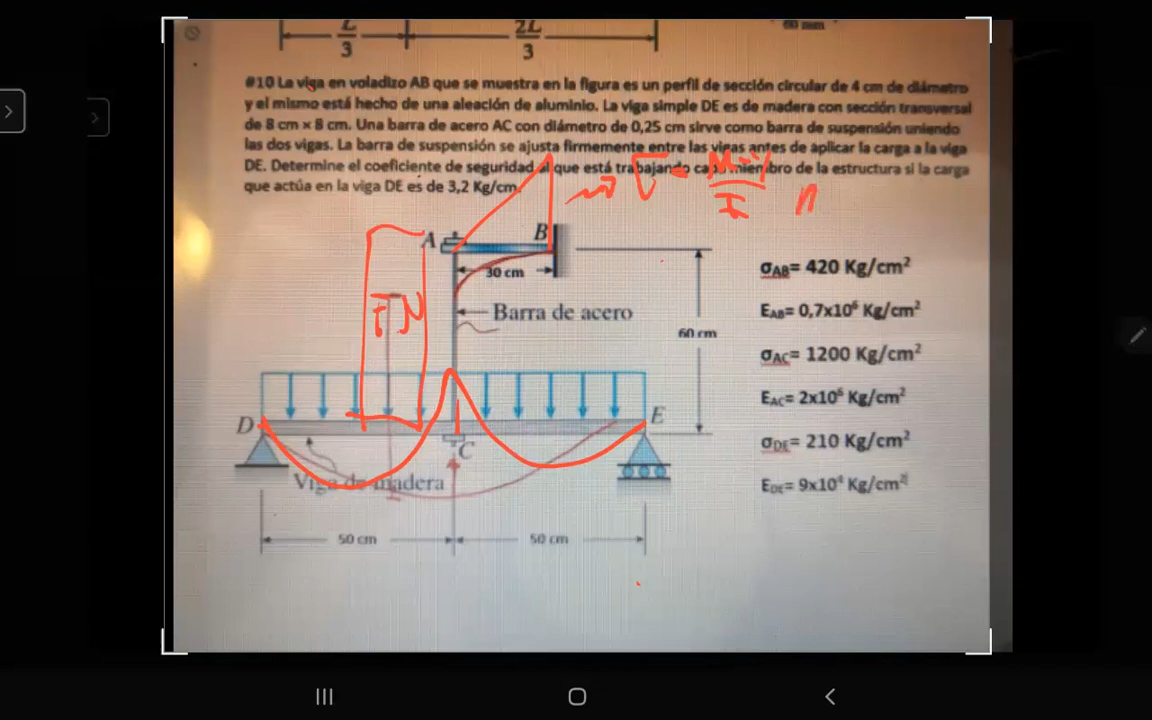 L/3 2L/3 60 mm
#10 La viga en voladizo AB que se muestra en la figura es un perfil de sección circular de 4 cm de diámetro
y el mismo está hecho de una aleación de aluminio. La viga simple DE es de madera con sección transversal
de 8 cm × 8 cm. Una barra de acero AC con diámetro de 0,25 cm sirve como barra de suspensión uniendo
las dos vigas. La barra de suspensión se ajusta firmemente entre las vigas antes de aplicar la carga a la viga
DE. Determine el coeficiente de seguridad al que está trabajando cada miembro de la estructura si la carga
que actúa en la viga DE es de 3,2 Kg/cm.
A B
30 cm
Barra de acero
60 cm
FN
D E
C
Viga de madera
50 cm 50 cm
σAB= 420 Kg/cm²
EAB= 0,7x10⁶ Kg/cm²
σAC= 1200 Kg/cm²
EAC= 2x10⁶ Kg/cm²
σDE= 210 Kg/cm²
EDE= 9x10⁴ Kg/cm²